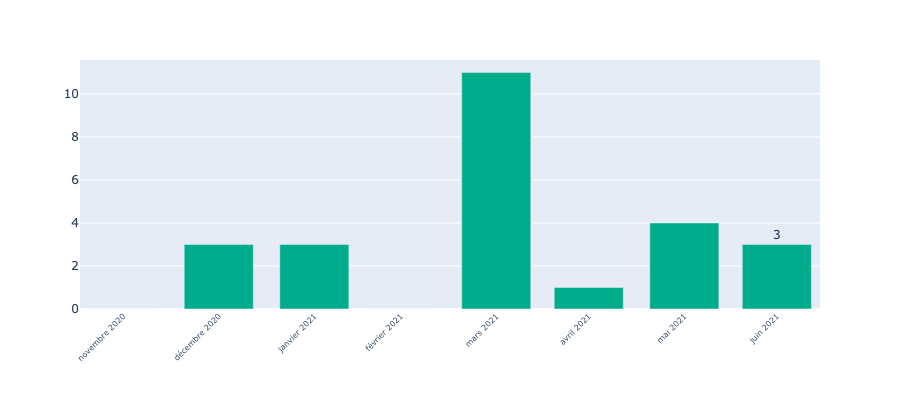 10
8
6
4
2
0
3
novembre 2020
décembre 2020
janvier 2021
février 2021
mars 2021
avril 2021
mai 2021
juin 2021